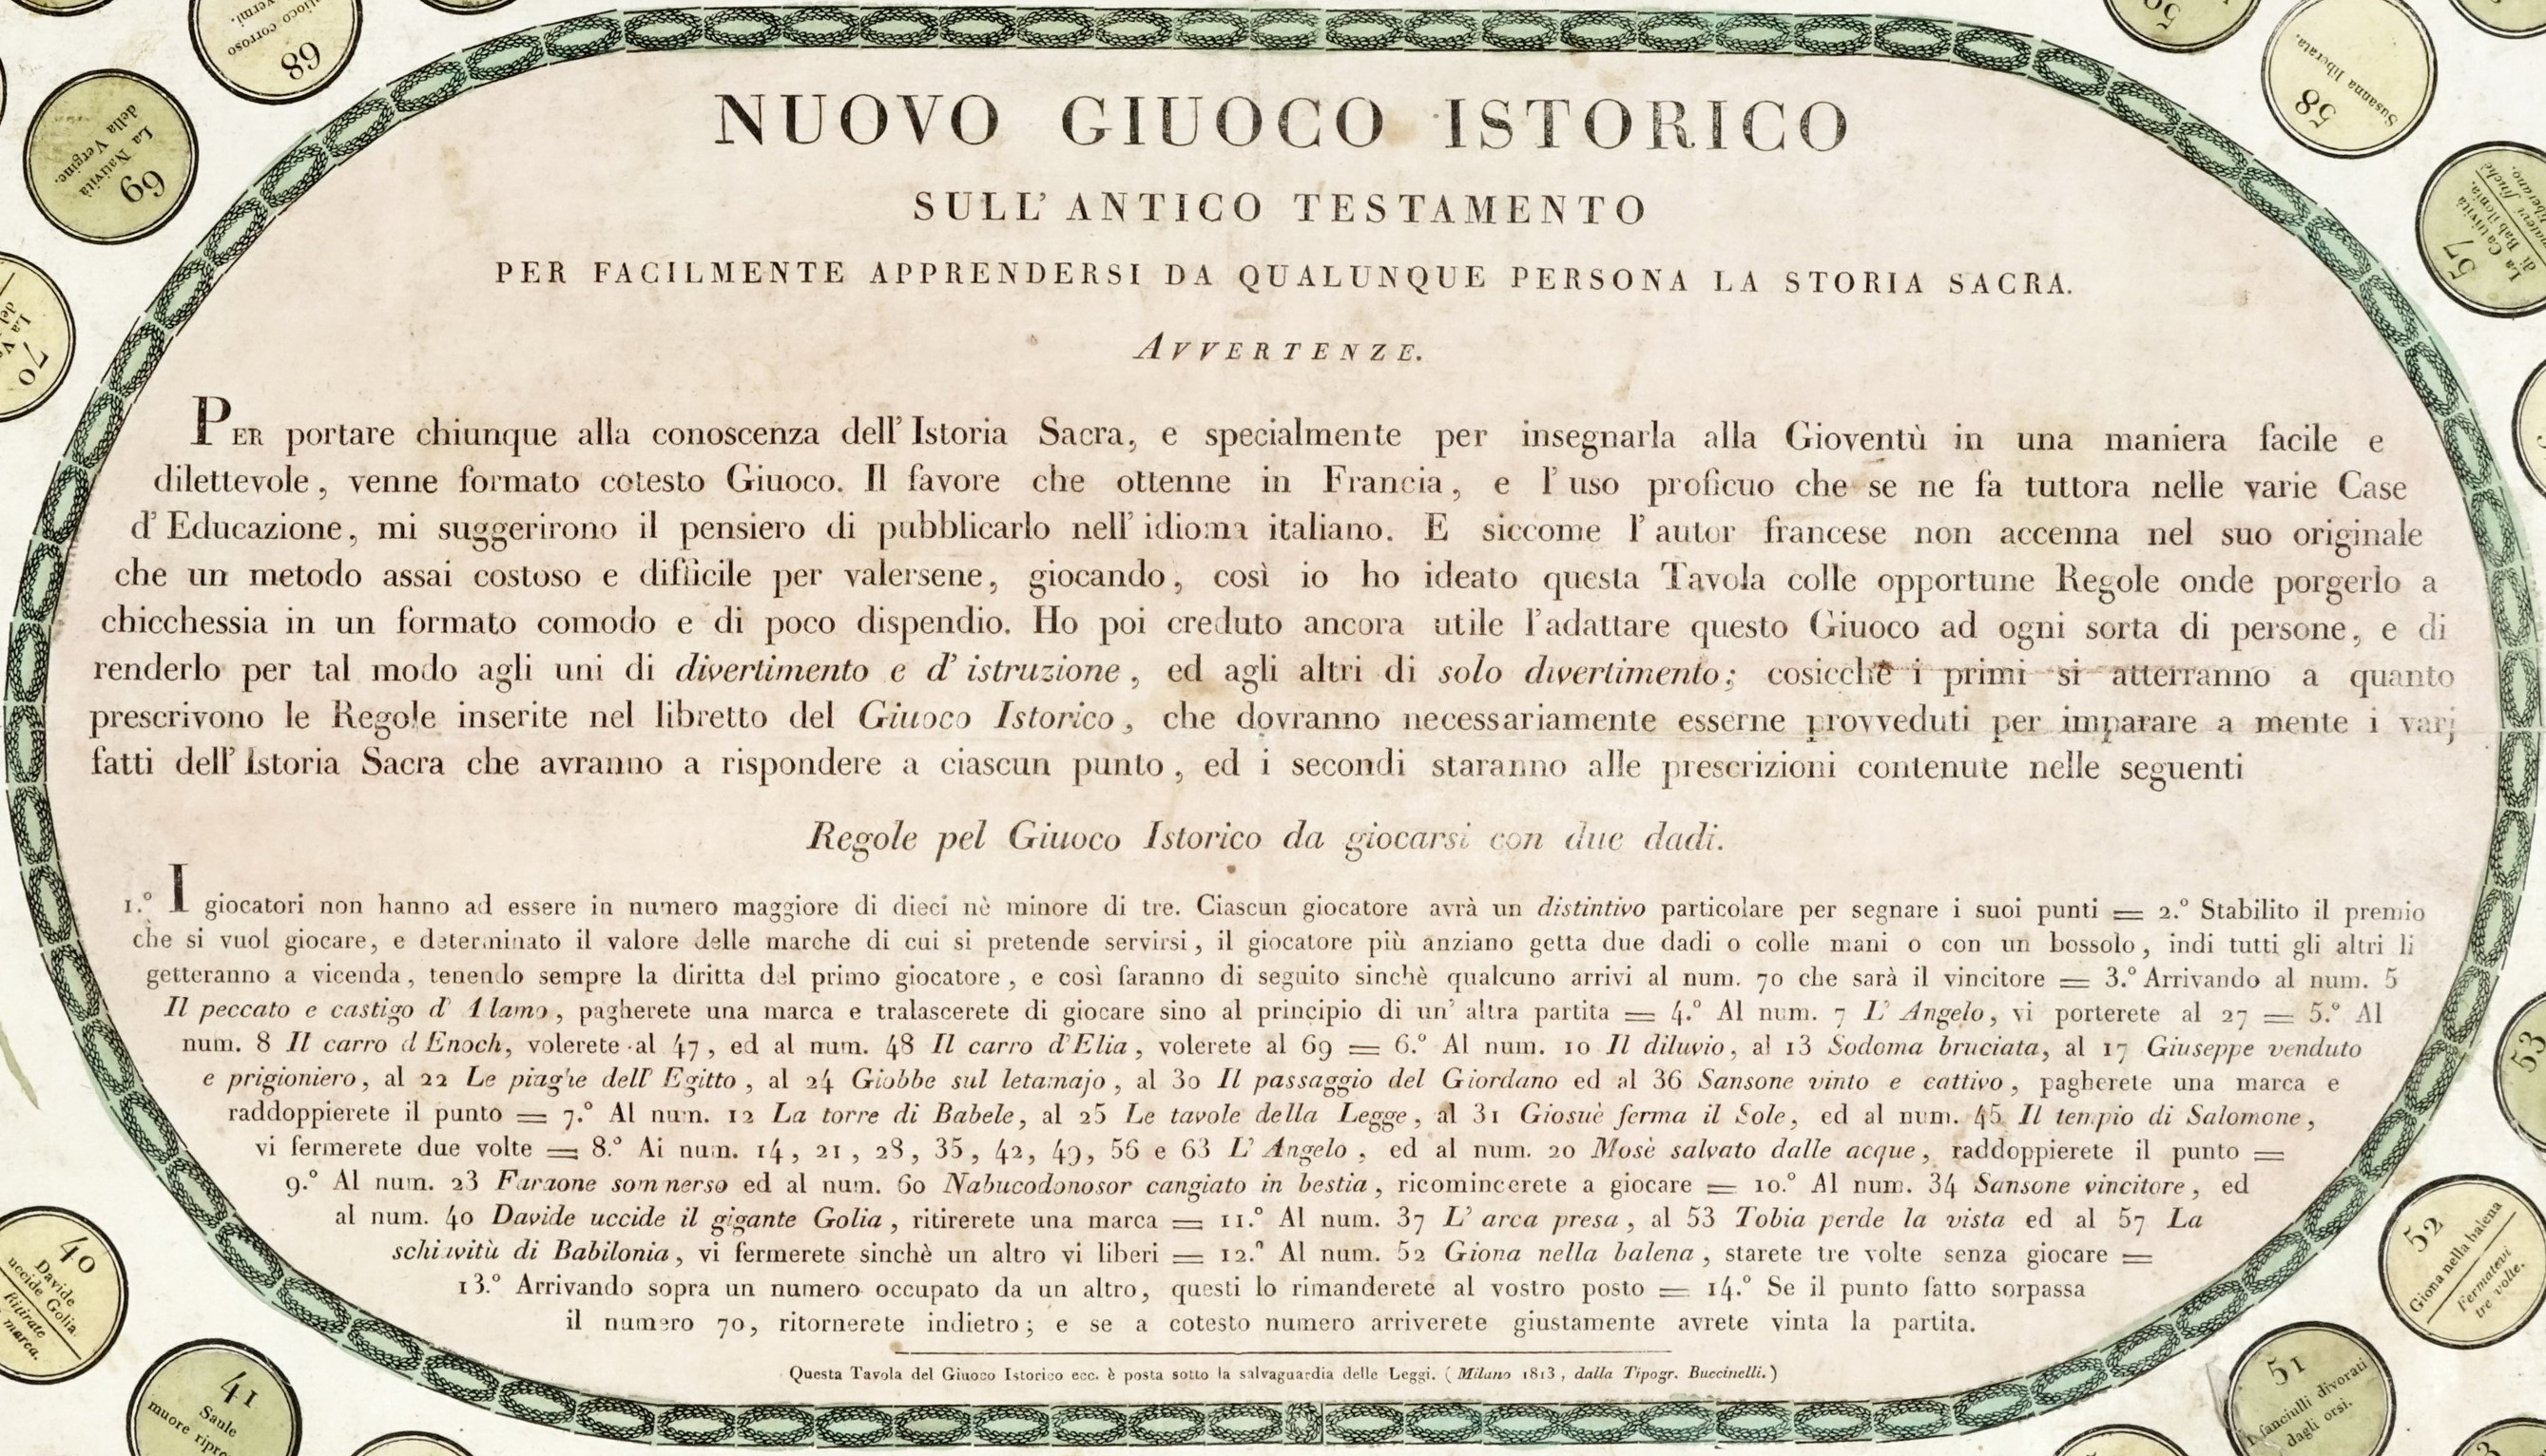 NUOVO GIUOCO ISTORICO
SULL' ANTICO TESTAMENTO
PER FACILMENTE APPRENDERSI DA QUALUNQUE PERSONA LA STORIA SACRA.
AVVERTENZE.
PER portare chiunque alla conoscenza dell' Istoria Sacra, e specialmente per insegnarla alla Gioventù in una maniera facile e
dilettevole, venne formato cotesto Giuoco. Il favore che ottenne in Francia, e l' uso proficuo che se ne fa tuttora nelle varie Case
d' Educazione, mi suggerirono il pensiero di pubblicarlo nell' idioma italiano. E siccome l' autor francese non accenna nel suo originale
che un metodo assai costoso e difficile per valersene, giocando, così io ho ideato questa Tavola colle opportune Regole onde porgerlo a
chicchessia in un formato comodo e di poco dispendio. Ho poi creduto ancora utile l'adattare questo Giuoco ad ogni sorta di persone, e di
renderlo per tal modo agli uni di divertimento e d' istruzione, ed agli altri di solo divertimento; cosicchè i primi si atterranno a quanto
prescrivono le Regole inserite nel libretto del Giuoco Istorico, che dovranno necessariamente esserne provveduti per imparare a mente i varj
fatti dell' Istoria Sacra che avranno a rispondere a ciascun punto, ed i secondi staranno alle prescrizioni contenute nelle seguenti
Regole pel Giuoco Istorico da giocarsi con due dadi.
1.° I giocatori non hanno ad essere in numero maggiore di dieci nè minore di tre. Ciascun giocatore avrà un distintivo particolare per segnare i suoi punti = 2.° Stabilito il premio
che si vuol giocare, e determinato il valore delle marche di cui si pretende servirsi, il giocatore più anziano getta due dadi o colle mani o con un bossolo, indi tutti gli altri li
getteranno a vicenda, tenendo sempre la diritta del primo giocatore, e così faranno di seguito sinchè qualcuno arrivi al num. 70 che sarà il vincitore = 3.° Arrivando al num. 5
Il peccato e castigo d' Adamo, pagherete una marca e tralascerete di giocare sino al principio di un' altra partita = 4.° Al num. 7 L' Angelo, vi porterete al 27 = 5.° Al
num. 8 Il carro d'Enoch, volerete al 47, ed al num. 48 Il carro d'Elia, volerete al 69 = 6.° Al num. 10 Il diluvio, al 13 Sodoma bruciata, al 17 Giuseppe venduto
e prigioniero, al 22 Le piaghe dell' Egitto, al 24 Giobbe sul letamajo, al 30 Il passaggio del Giordano ed al 36 Sansone vinto e cattivo, pagherete una marca e
raddoppierete il punto = 7.° Al num. 12 La torre di Babele, al 25 Le tavole della Legge, al 31 Giosuè ferma il Sole, ed al num. 45 Il tempio di Salomone,
vi fermerete due volte = 8.° Ai num. 14, 21, 28, 35, 42, 49, 56 e 63 L' Angelo, ed al num. 20 Mosè salvato dalle acque, raddoppierete il punto =
9.° Al num. 23 Faraone sommerso ed al num. 60 Nabucodonosor cangiato in bestia, ricomincerete a giocare = 10.° Al num. 34 Sansone vincitore, ed
al num. 40 Davide uccide il gigante Golia, ritirerete una marca = 11.° Al num. 37 L' arca presa, al 53 Tobia perde la vista ed al 57 La
schiavitù di Babilonia, vi fermerete sinchè un altro vi liberi = 12.° Al num. 52 Giona nella balena, starete tre volte senza giocare =
13.° Arrivando sopra un numero occupato da un altro, questi lo rimanderete al vostro posto = 14.° Se il punto fatto sorpassa
il numero 70, ritornerete indietro; e se a cotesto numero arriverete giustamente avrete vinta la partita.
Questa Tavola del Giuoco Istorico ecc. è posta sotto la salvaguardia delle Leggi. (Milano 1813, dalla Tipogr. Buccinelli.)
68
corroso
vermi.
69
La Natività
della Vergine.
70
La
58
Susanna liberata.
57
La
di Babilonia.
53
52
Giona nella balena
Fermatevi
tre volte.
51
fanciulli divorati
dagli orsi.
40
Davide
uccide Golia.
Ritirate
marca.
41
Saule
muore